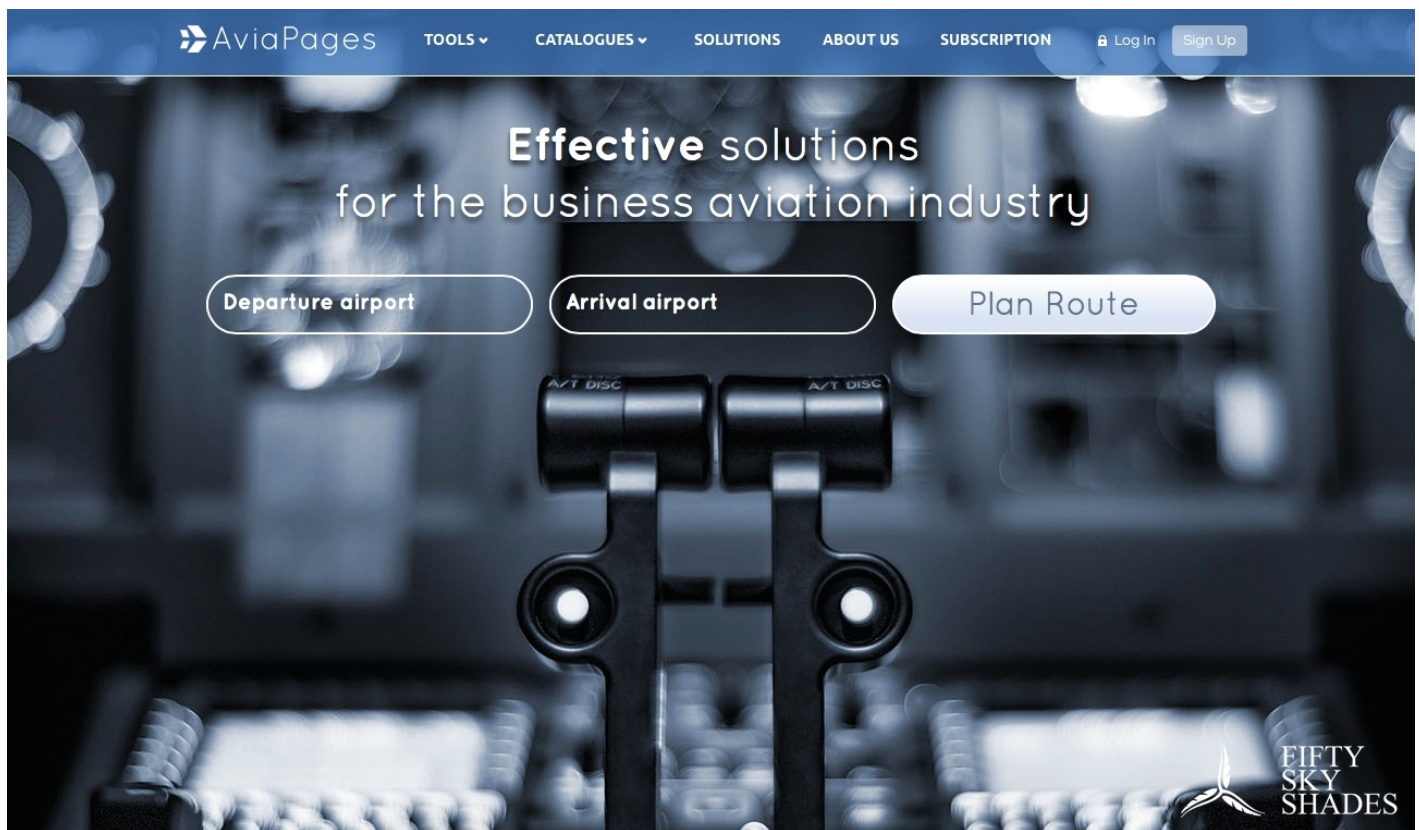 AviaPages TOOLS CATALOGUES SOLUTIONS ABOUT US SUBSCRIPTION Log In Sign Up
Effective solutions
for the business aviation industry
Departure airport Arrival airport Plan Route
A/T DISC A/T DISC
FIFTY
SKY
SHADES